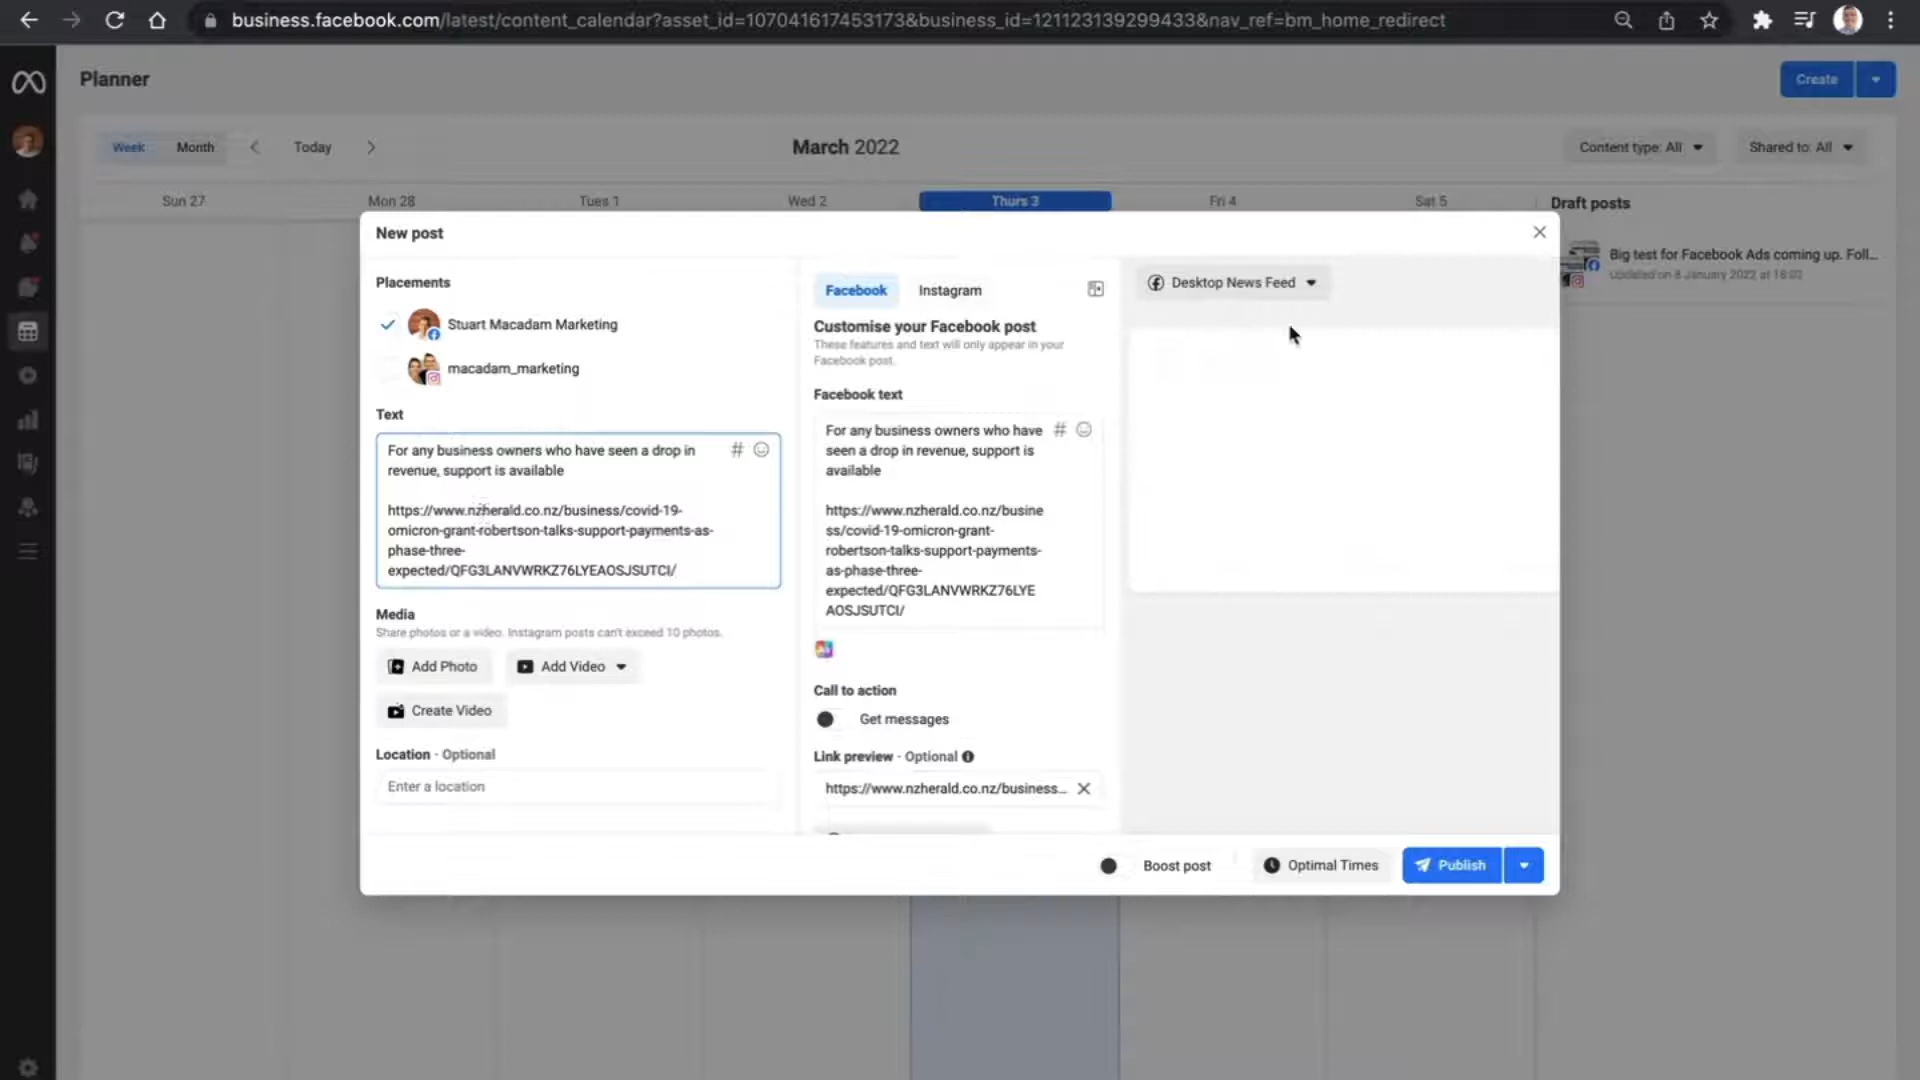 business.facebook.com/latest/content_calendar?asset_id=107041617453173&business_id=121123139299433&nav_ref=bm_home_redirect
Planner
Create
Week
Month
Today
March 2022
Content type: All
Shared to: All
Sun 27
Mon 28
Tues 1
Wed 2
Thurs 3
Fri 4
Sat 5
Draft posts
Big test for Facebook Ads coming up. Foll...
Updated on 8 January 2022 at 18:02
New post
Placements
Stuart Macadam Marketing
macadam_marketing
Text
For any business owners who have seen a drop in
revenue, support is available
https://www.nzherald.co.nz/business/covid-19-
omicron-grant-robertson-talks-support-payments-as-
phase-three-
expected/QFG3LANVWRKZ76LYEAOSJSUTCI/
Media
Share photos or a video. Instagram posts can't exceed 10 photos.
Add Photo
Add Video
Create Video
Location - Optional
Enter a location
Facebook
Instagram
Customise your Facebook post
These features and text will only appear in your
Facebook post.
Facebook text
For any business owners who have
seen a drop in revenue, support is
available
https://www.nzherald.co.nz/busine
ss/covid-19-omicron-grant-
robertson-talks-support-payments-
as-phase-three-
expected/QFG3LANVWRKZ76LYE
AOSJSUTCI/
Call to action
Get messages
Link preview - Optional
https://www.nzherald.co.nz/business...
Desktop News Feed
Boost post
Optimal Times
Publish